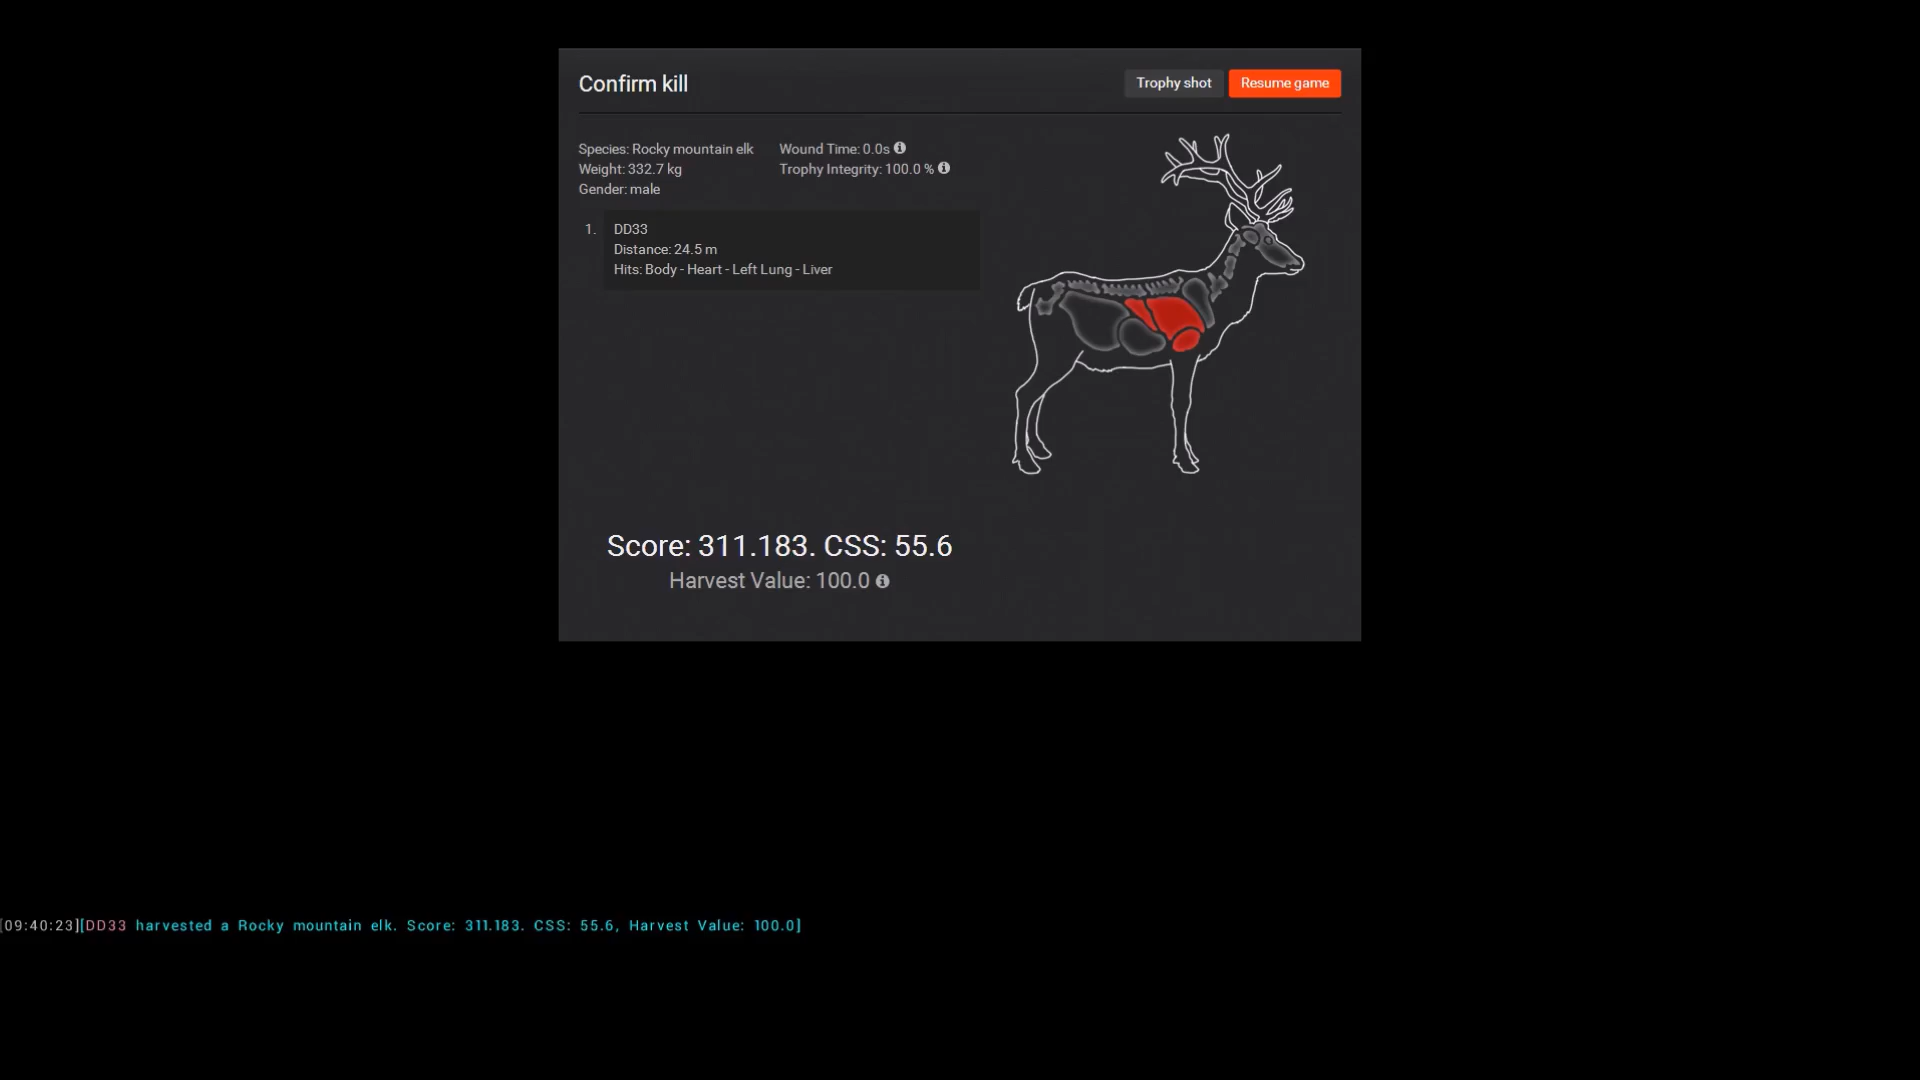 Confirm kill
Trophy shot
Resume game
Species: Rocky mountain elk
Weight: 332.7 kg
Gender: male
Wound Time: 0.0s
Trophy Integrity: 100.0 %
1.
DD33
Distance: 24.5 m
Hits: Body - Heart - Left Lung - Liver
Score: 311.183. CSS: 55.6
Harvest Value: 100.0
[09:40:23][DD33 harvested a Rocky mountain elk. Score: 311.183. CSS: 55.6, Harvest Value: 100.0]